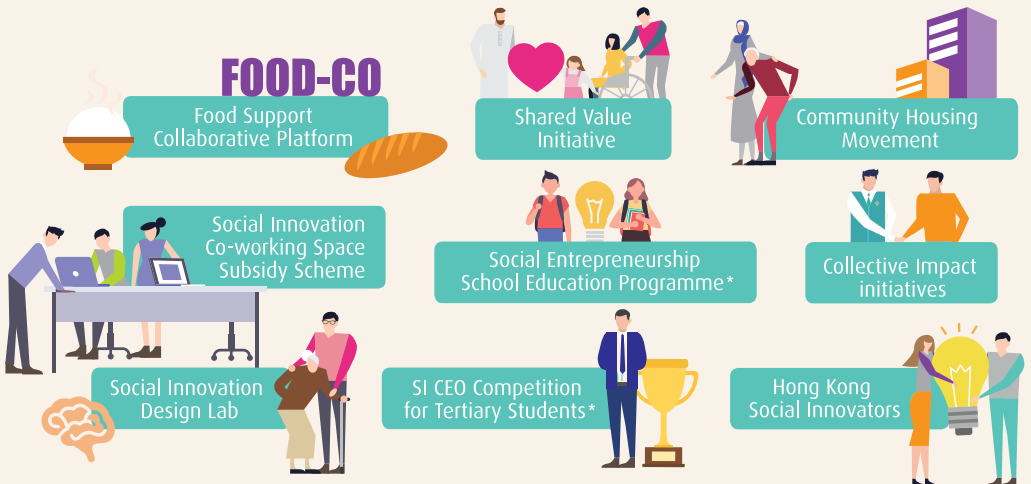 FOOD-CO
Food Support
Collaborative Platform
Shared Value
Initiative
Community Housing
Movement
Social Innovation
Co-working Space
Subsidy Scheme
Social Entrepreneurship
School Education Programme*
Collective Impact
initiatives
Social Innovation
Design Lab
SI CEO Competition
for Tertiary Students*
Hong Kong
Social Innovators